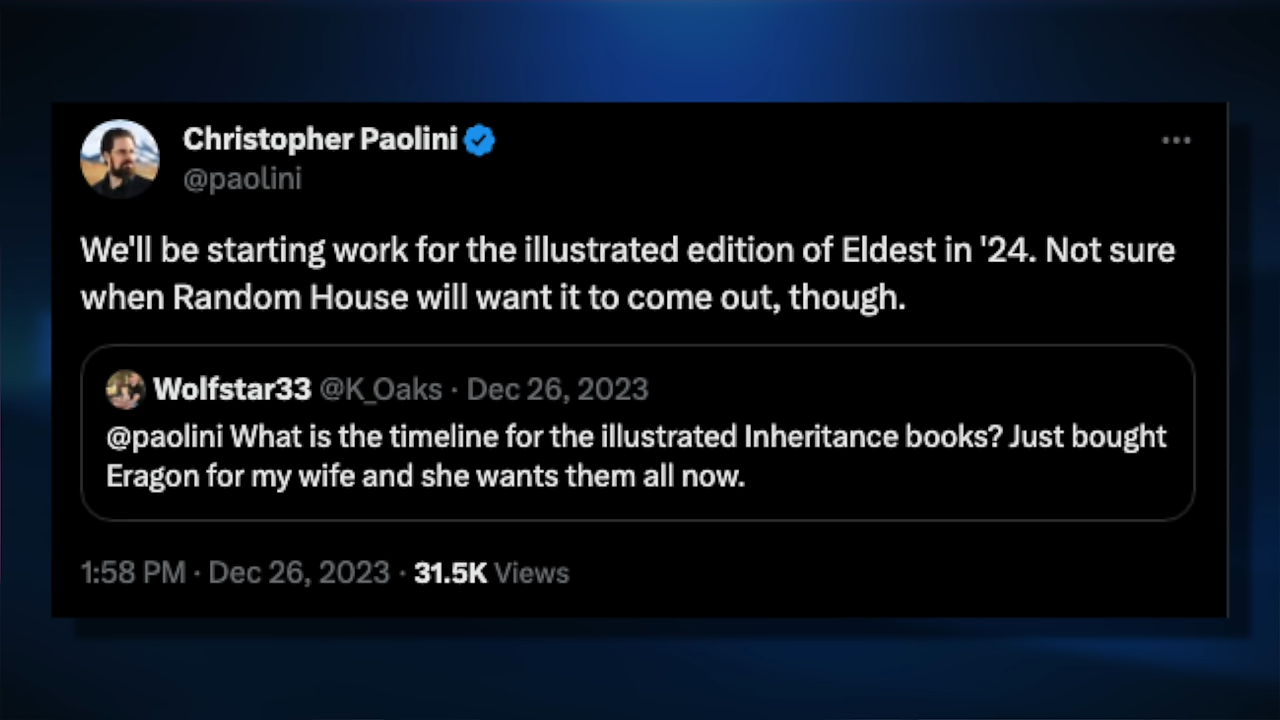 Christopher Paolini
@paolini
We'll be starting work for the illustrated edition of Eldest in '24. Not sure
when Random House will want it to come out, though.
Wolfstar33 @K_Oaks · Dec 26, 2023
@paolini What is the timeline for the illustrated Inheritance books? Just bought
Eragon for my wife and she wants them all now.
1:58 PM · Dec 26, 2023 · 31.5K Views